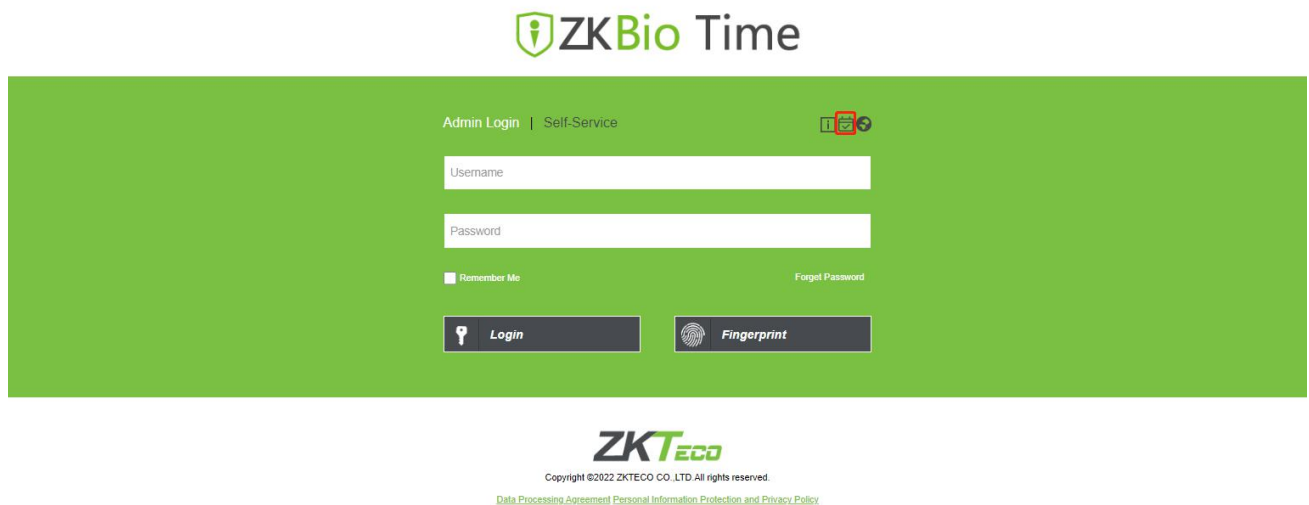 ZKBio Time
Admin Login | Self-Service
Username
Password
Remember Me Forget Password
Login Fingerprint
ZKTECO
Copyright ©2022 ZKTECO CO.,LTD.All rights reserved.
Data Processing Agreement Personal Information Protection and Privacy Policy